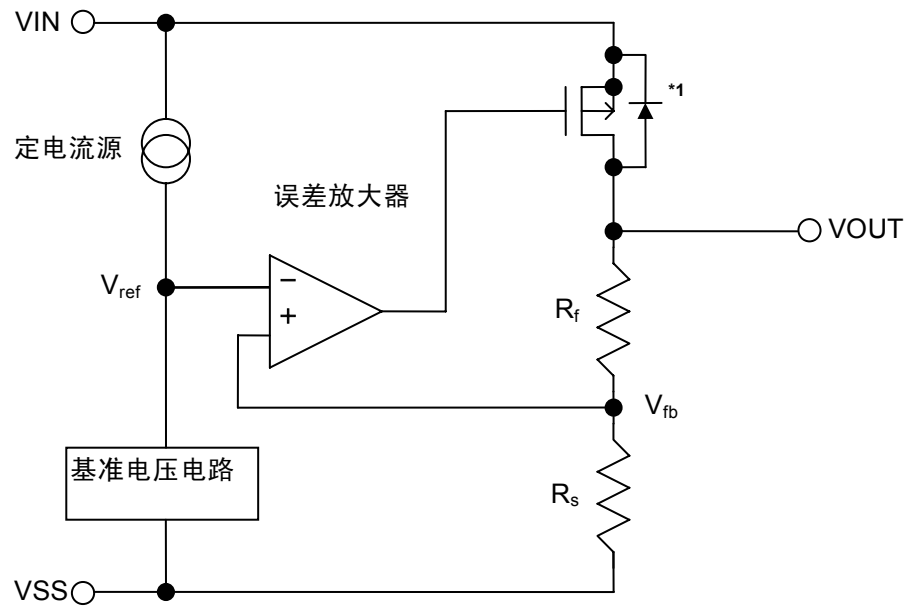 VIN
*1
定电流源
误差放大器
VOUT
Vref
−
+
Rf
Vfb
基准电压电路
Rs
VSS